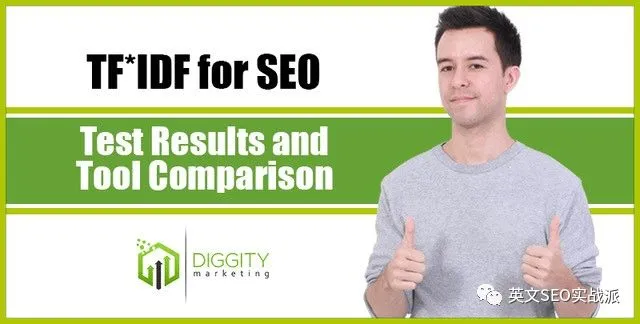 TF*IDF for SEO
Test Results and
Tool Comparison
DIGGITY
marketing
英文SEO实战派